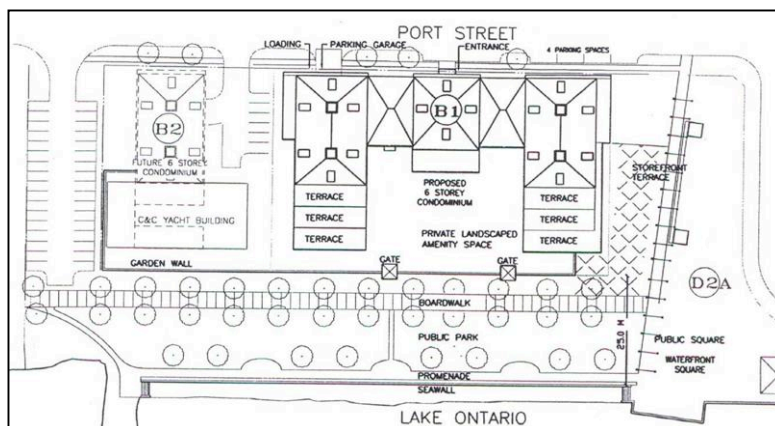 PORT STREET
LOADING
PARKING GARAGE
ENTRANCE
4 PARKING SPACES
B2
B1
FUTURE 6 STOREY
CONDOMINIUM
PROPOSED
6 STOREY
CONDOMINIUM
STOREFRONT
TERRACE
C&C YACHT BUILDING
TERRACE
TERRACE
TERRACE
TERRACE
TERRACE
TERRACE
PRIVATE LANDSCAPED
AMENITY SPACE
GARDEN WALL
GATE
GATE
D2A
BOARDWALK
25.0 M
PUBLIC PARK
PUBLIC SQUARE
WATERFRONT
SQUARE
PROMENADE
SEAWALL
LAKE ONTARIO